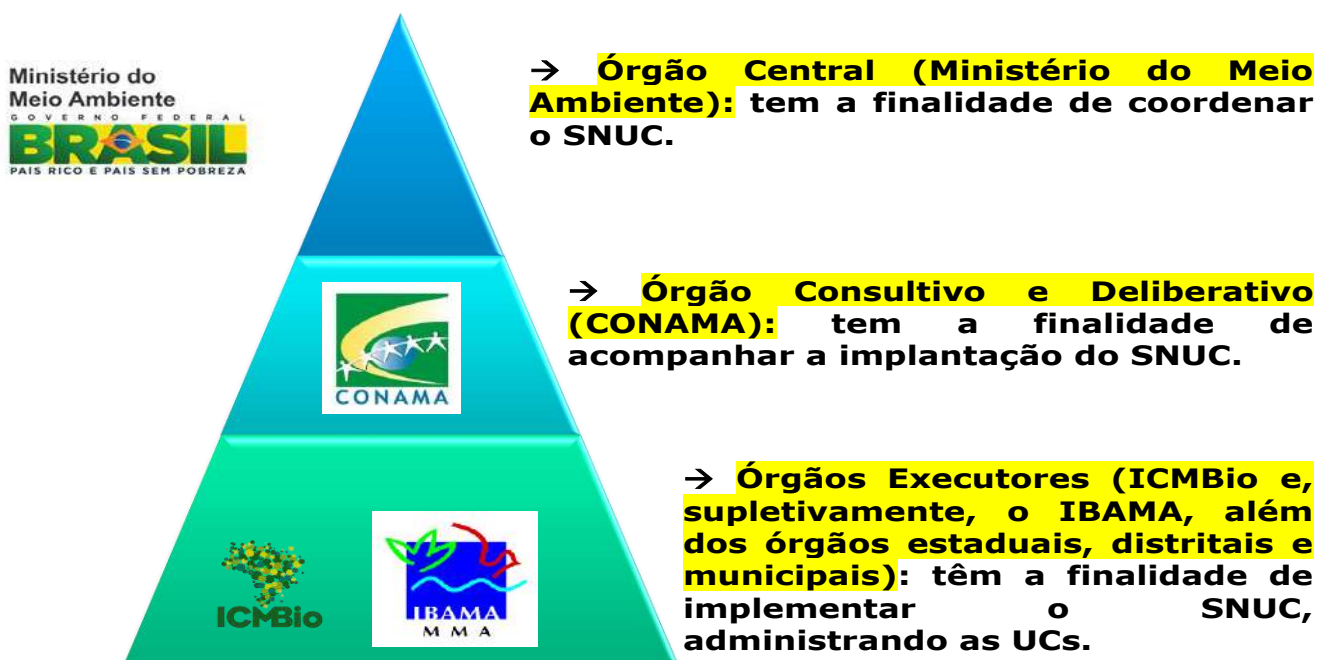 Ministério do
Meio Ambiente
GOVERNO FEDERAL
BRASIL
PAÍS RICO É PAÍS SEM POBREZA
→ Órgão Central (Ministério do Meio
Ambiente): tem a finalidade de coordenar
o SNUC.
CONAMA
→ Órgão Consultivo e Deliberativo
(CONAMA): tem a finalidade de
acompanhar a implantação do SNUC.
ICMBio
IBAMA
M M A
→ Órgãos Executores (ICMBio e,
supletivamente, o IBAMA, além
dos órgãos estaduais, distritais e
municipais): têm a finalidade de
implementar o SNUC,
administrando as UCs.